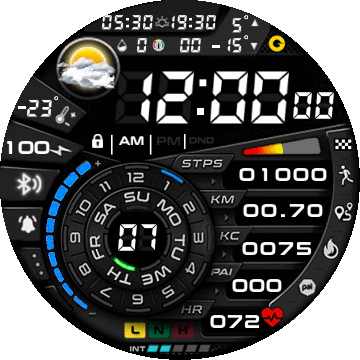 05:30 19:30 5°
0 00 -15°
-23° 12:00 00
AM PM DND
100 STPS 01000
KM 00.70
KC 0075
PAI 000 pai
HR 072
12 1 2 3 4 5 6 7 8 9 10 11
SU MO TU WE TH FR SA
07
L N H
INT